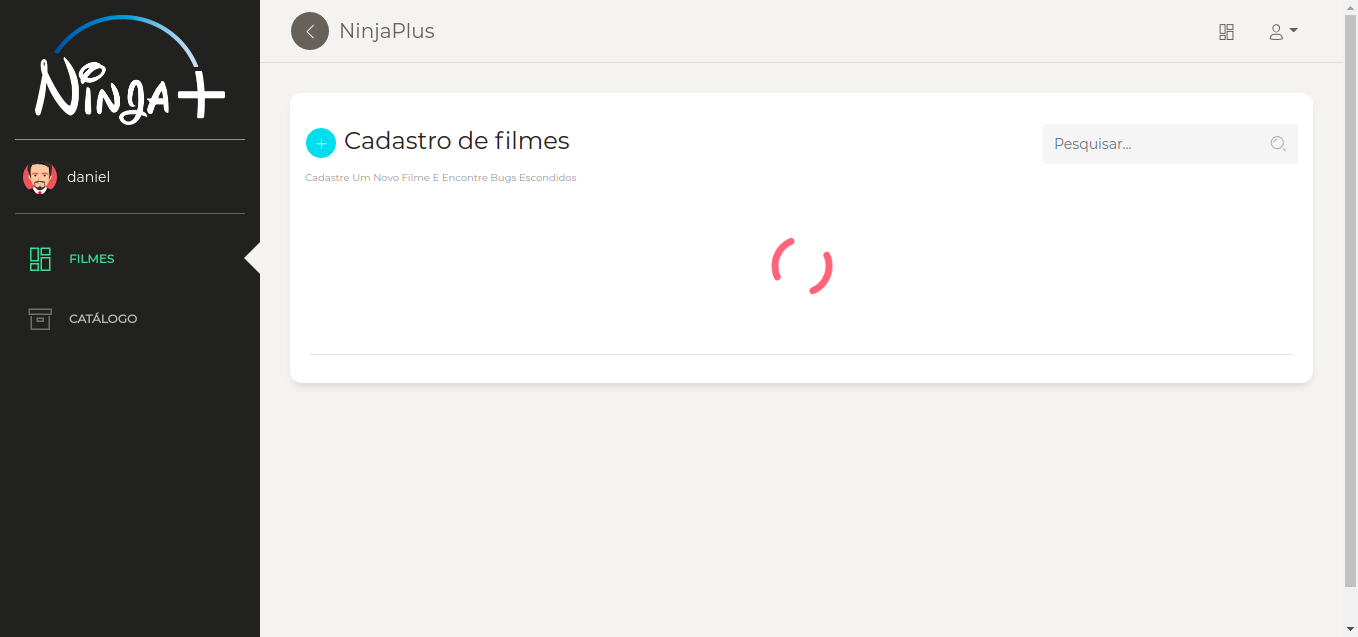 Ninja+
NinjaPlus
daniel
FILMES
CATÁLOGO
Cadastro de filmes
Pesquisar...
Cadastre Um Novo Filme E Encontre Bugs Escondidos